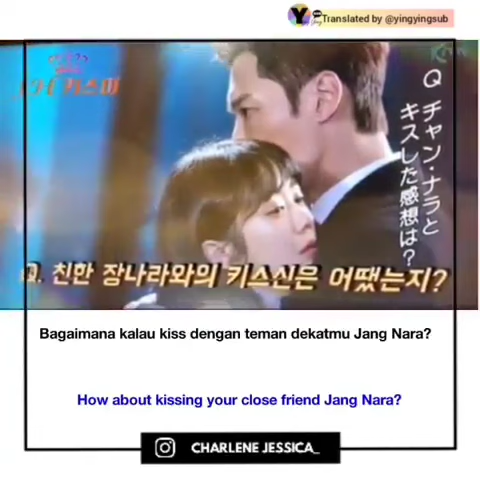 Translated by @yingyingsub
Q チャン・ナラと
キスした感想は？
Q. 친한 장나라와의 키스신은 어땠는지?
Bagaimana kalau kiss dengan teman dekatmu Jang Nara?
How about kissing your close friend Jang Nara?
CHARLENE JESSICA_